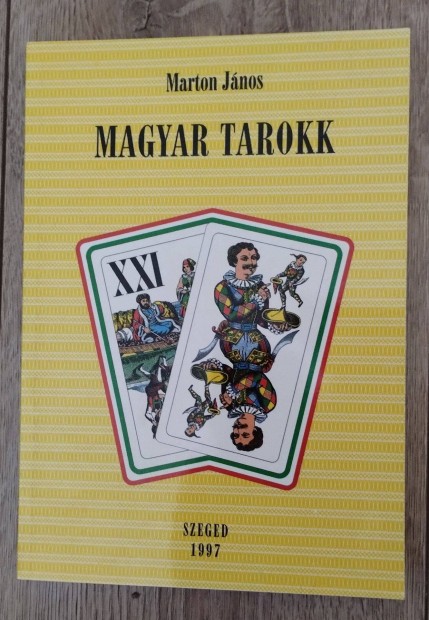 Marton János
MAGYAR TAROKK
XXI
SZEGED
1997